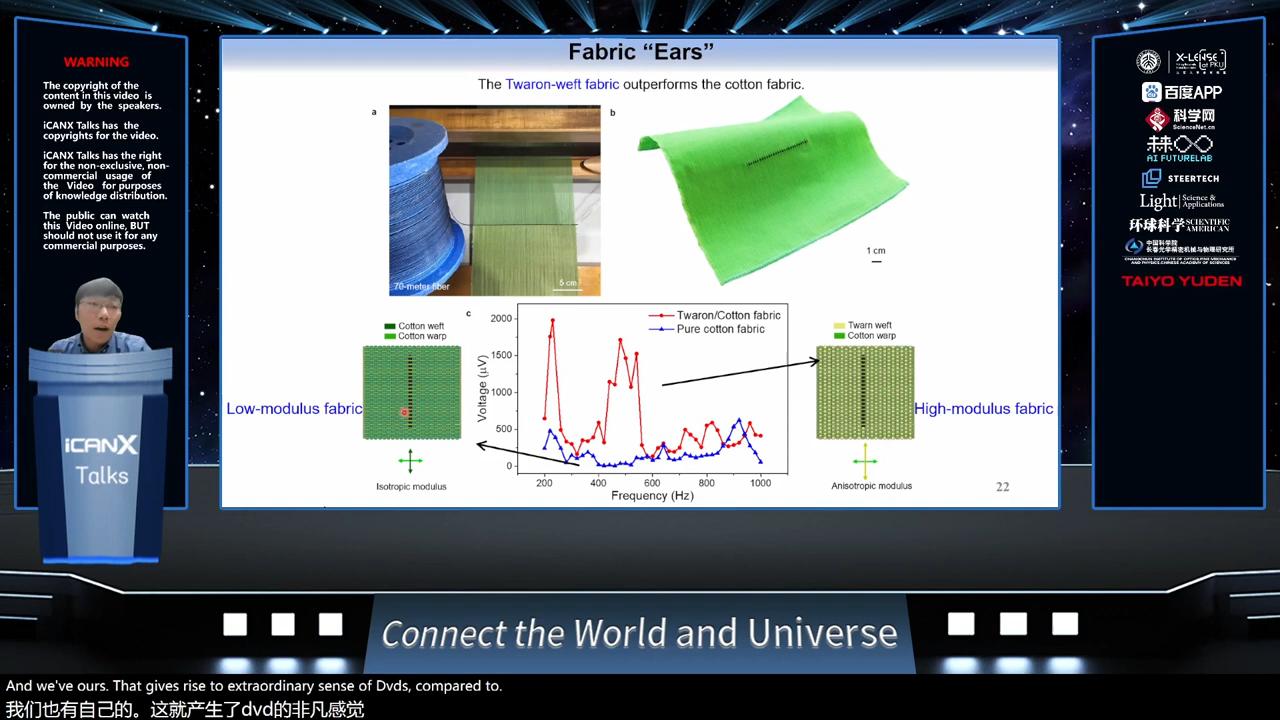 WARNING
The copyright of the
content in this video is
owned by the speakers.
iCANX Talks has the
copyrights for the video.
iCANX Talks has the right
for the non-exclusive, non-
commercial usage of
the Video for purposes
of knowledge distribution.
The public can watch
this Video online, BUT
should not use it for any
commercial purposes.
iCANX
Talks
Fabric “Ears”
The Twaron-weft fabric outperforms the cotton fabric.
a
70-meter fiber
5 cm
b
1 cm
c
Twaron/Cotton fabric
Pure cotton fabric
Voltage (μV)
2000
1500
1000
500
0
200 400 600 800 1000
Frequency (Hz)
Cotton weft
Cotton warp
Low-modulus fabric
Isotropic modulus
Twarn weft
Cotton warp
High-modulus fabric
Anisotropic modulus
22
X-LENSE
at PKU
百度APP
科学网
ScienceNet.cn
AI FUTURELAB
STEERTECH
Light Science & Applications
环球科学 SCIENTIFIC AMERICAN
中国科学院
长春光学精密机械与物理研究所
CHANGCHUN INSTITUTE OF OPTICS, FINE MECHANICS
AND PHYSICS, CHINESE ACADEMY OF SCIENCES
TAIYO YUDEN
Connect the World and Universe
And we've ours. That gives rise to extraordinary sense of Dvds, compared to.
我们也有自己的。这就产生了dvd的非凡感觉